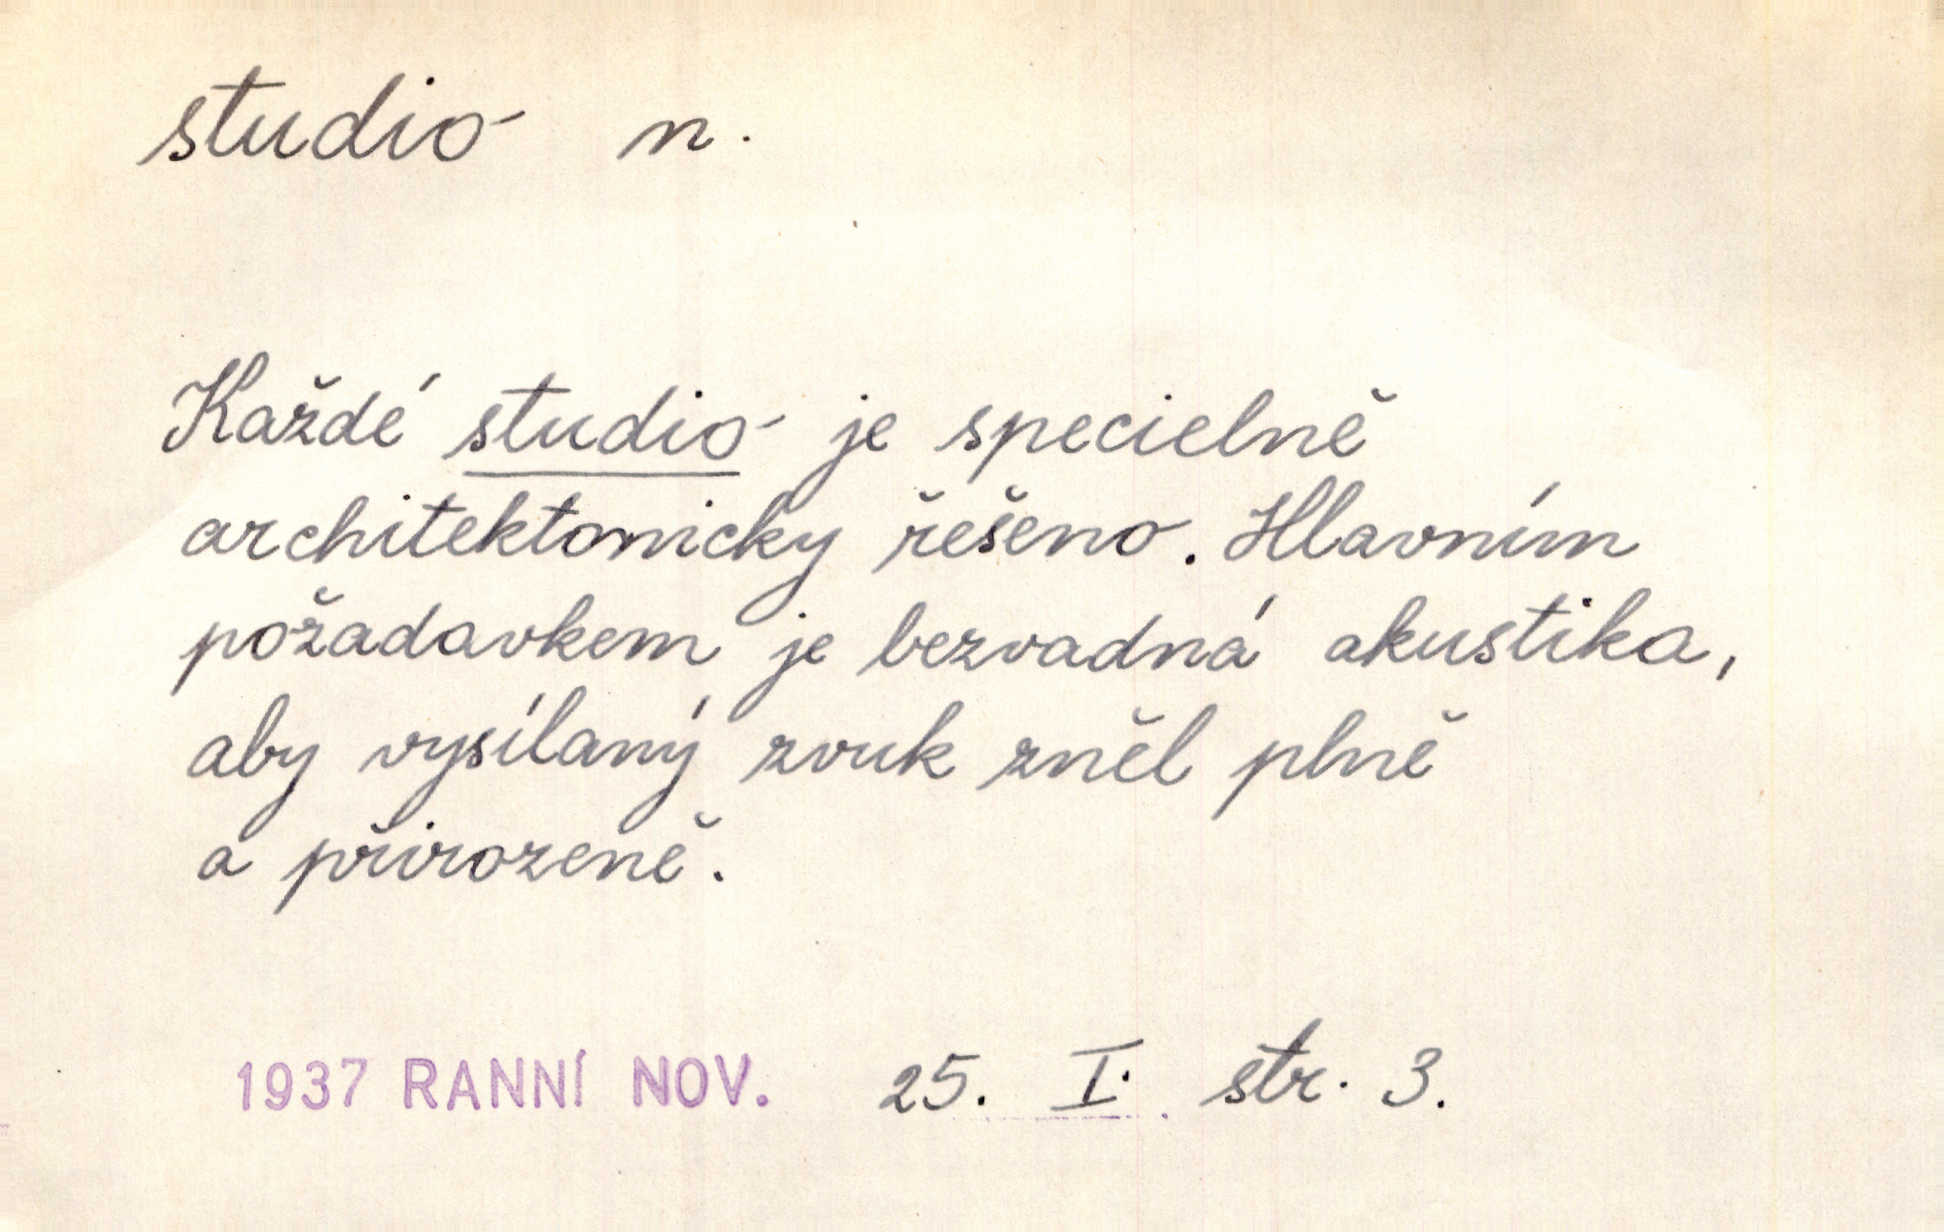 studio n.
Každé studio je specielně
architektonicky řešeno. Hlavním
požadavkem je bezvadná akustika,
aby vysílaný zvuk zněl plně
a přirozeně.
1937 RANNÍ NOV. 25. I. str. 3.